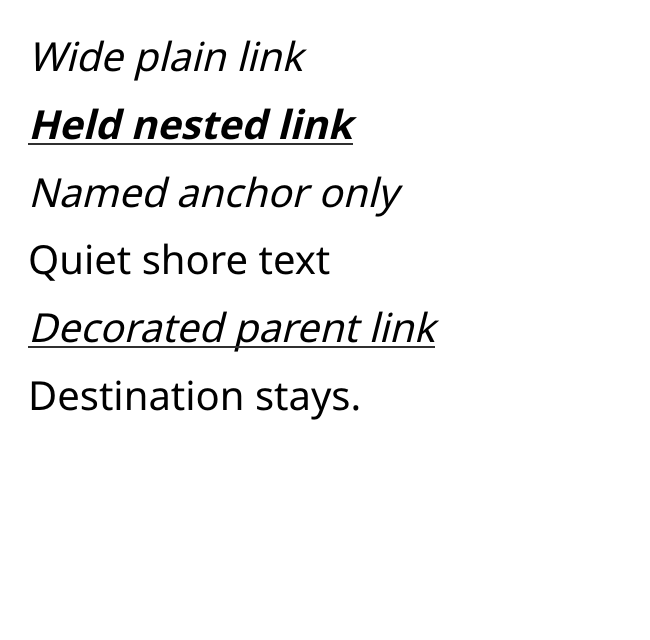 Wide plain link
Held nested link
Named anchor only
Quiet shore text
Decorated parent link
Destination stays.